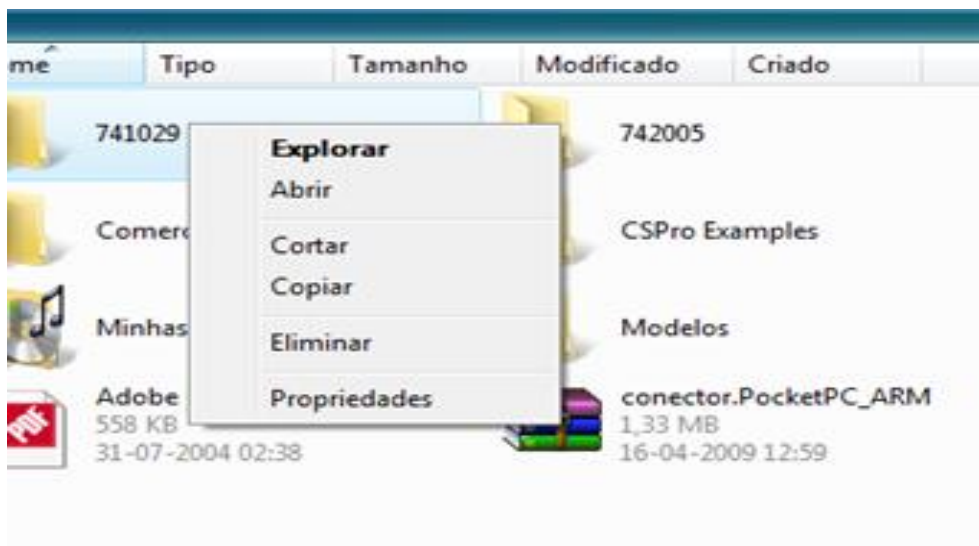 me Tipo Tamanho Modificado Criado
741029
742005
Explorar
Abrir
Cortar
Copiar
Eliminar
Propriedades
CSPro Examples
Minhas
Modelos
Adobe
558 KB
31-07-2004 02:38
conector.PocketPC_ARM
1,33 MB
16-04-2009 12:59
PDF